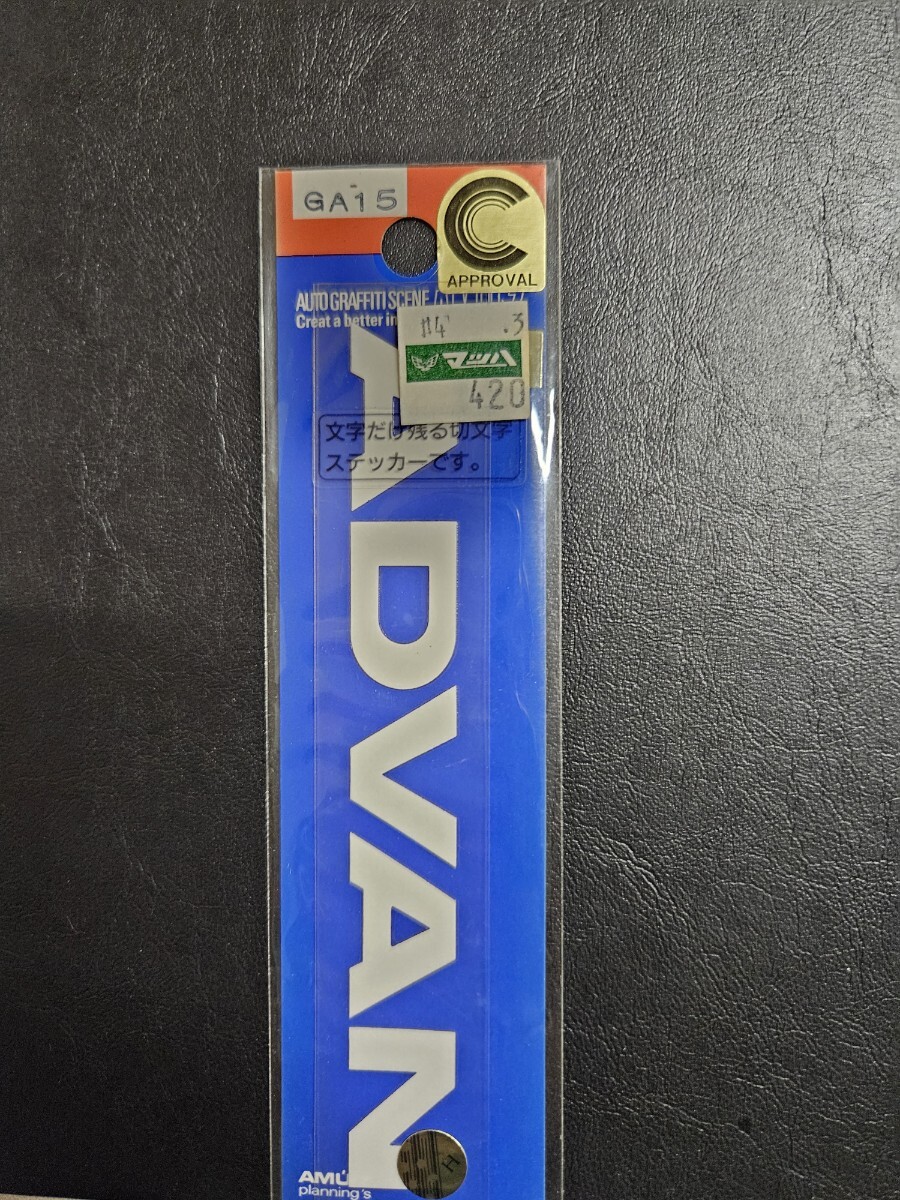 GA15
APPROVAL
AUTO GRAFFITI SCENE
Creat a better in
マッハ
420
文字だけ残る切文字
ステッカーです。
ADVAN
AMÚ
planning's
H